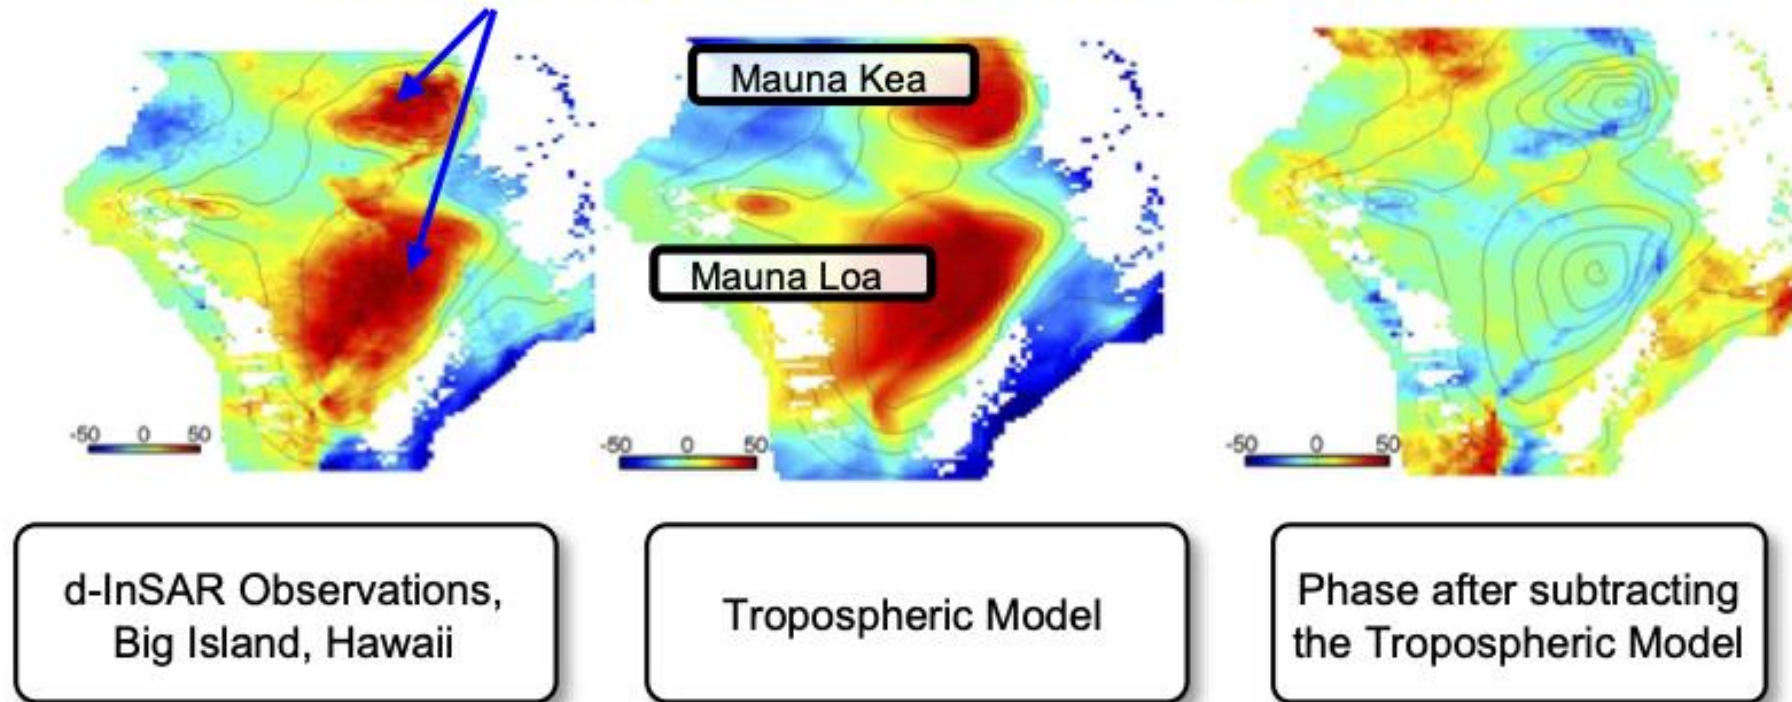 Mauna Kea
Mauna Loa
-50 0 50
-50 0 50
-50 0 50
d-InSAR Observations,
Big Island, Hawaii
Tropospheric Model
Phase after subtracting
the Tropospheric Model